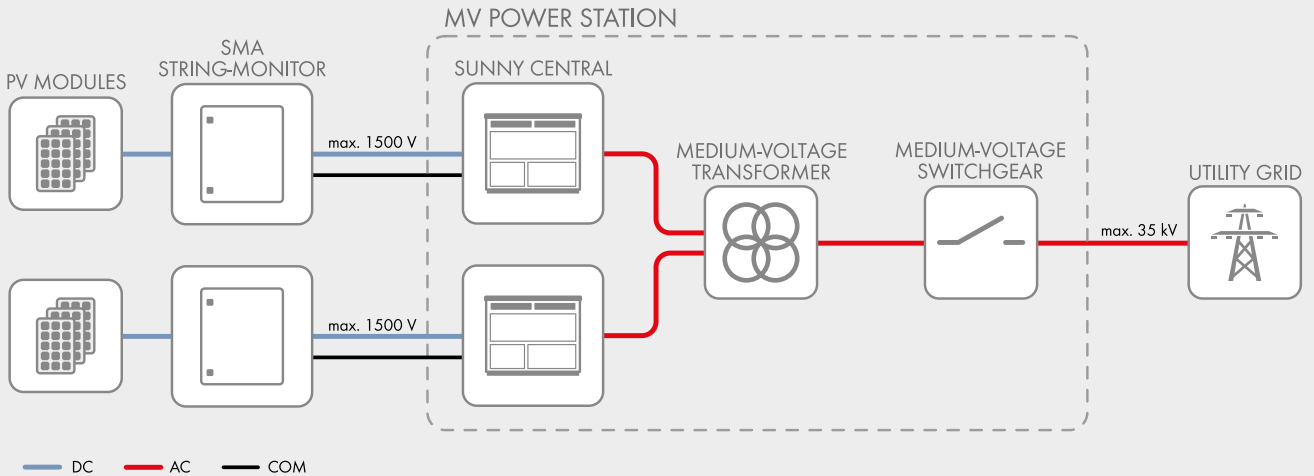 MV POWER STATION
SMA
STRING-MONITOR
PV MODULES
SUNNY CENTRAL
max. 1500 V
MEDIUM-VOLTAGE
TRANSFORMER
MEDIUM-VOLTAGE
SWITCHGEAR
UTILITY GRID
max. 35 kV
max. 1500 V
DC
AC
COM